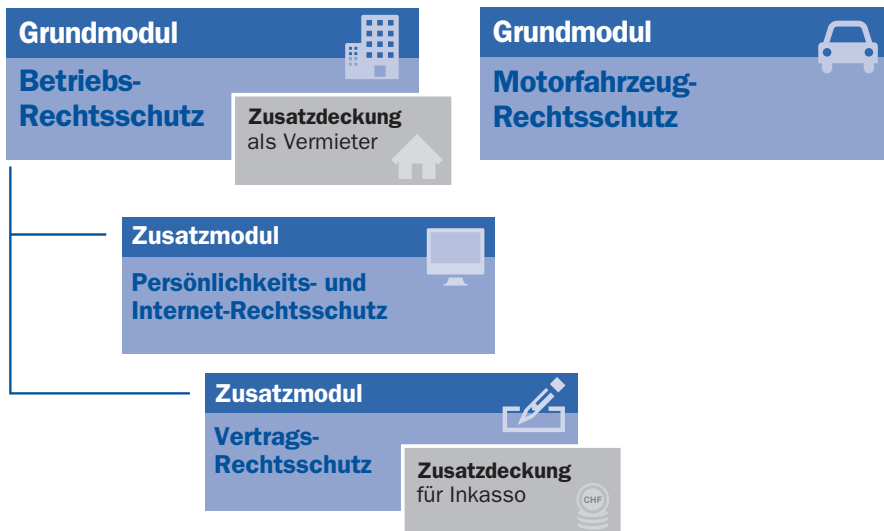 Grundmodul
Betriebs-
Rechtsschutz
Zusatzdeckung
als Vermieter
Grundmodul
Motorfahrzeug-
Rechtsschutz
Zusatzmodul
Persönlichkeits- und
Internet-Rechtsschutz
Zusatzmodul
Vertrags-
Rechtsschutz
Zusatzdeckung
für Inkasso
CHF